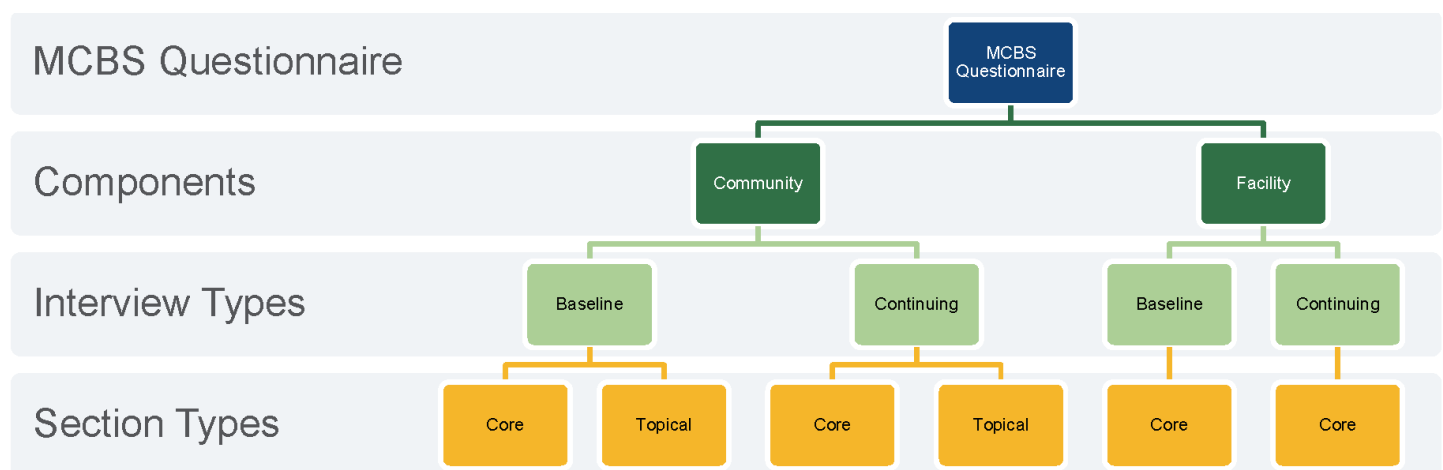 MCBS Questionnaire
MCBS
Questionnaire
Components
Community
Facility
Interview Types
Baseline
Continuing
Baseline
Continuing
Section Types
Core
Topical
Core
Topical
Core
Core